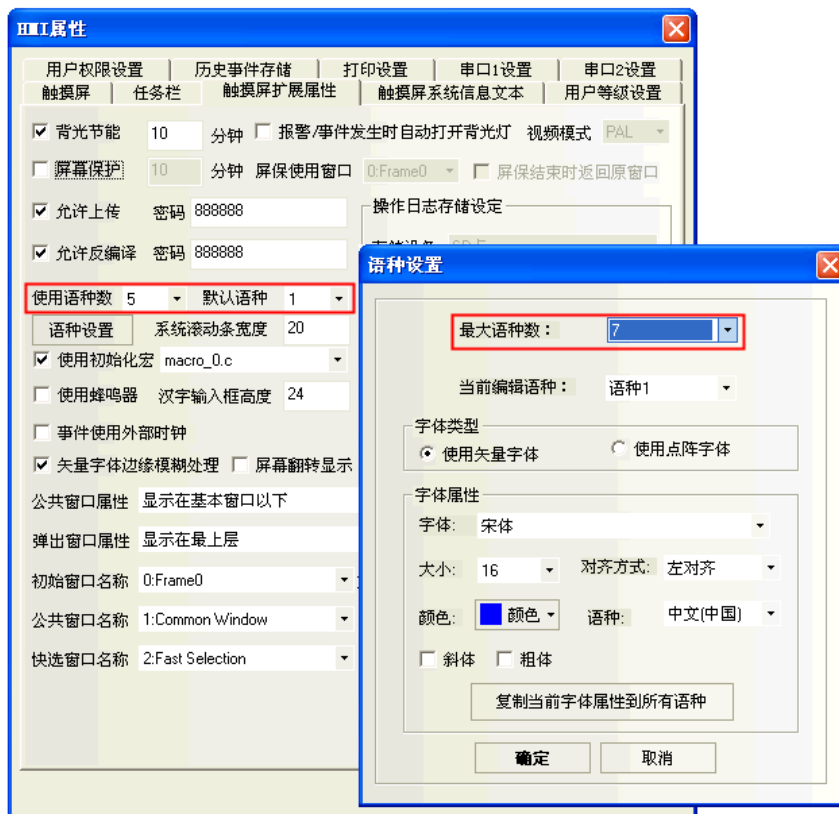 HMI属性
用户权限设置 历史事件存储 打印设置 串口1设置 串口2设置
触摸屏 任务栏 触摸屏扩展属性 触摸屏系统信息文本 用户等级设置
背光节能 10 分钟 报警/事件发生时自动打开背光灯 视频模式 PAL
屏幕保护 10 分钟 屏保使用窗口 0:Frame0 屏保结束时返回原窗口
允许上传 密码 888888 操作日志存储设定
允许反编译 密码 888888
使用语种数 5 默认语种 1
语种设置 系统滚动条宽度 20
使用初始化宏 macro_0.c
使用蜂鸣器 汉字输入框高度 24
事件使用外部时钟
矢量字体边缘模糊处理 屏幕翻转显示
公共窗口属性 显示在基本窗口以下
弹出窗口属性 显示在最上层
初始窗口名称 0:Frame0
公共窗口名称 1:Common Window
快选窗口名称 2:Fast Selection
语种设置
最大语种数： 7
当前编辑语种： 语种1
字体类型
使用矢量字体 使用点阵字体
字体属性
字体: 宋体
大小: 16 对齐方式: 左对齐
颜色: 颜色 语种: 中文(中国)
斜体 粗体
复制当前字体属性到所有语种
确定 取消